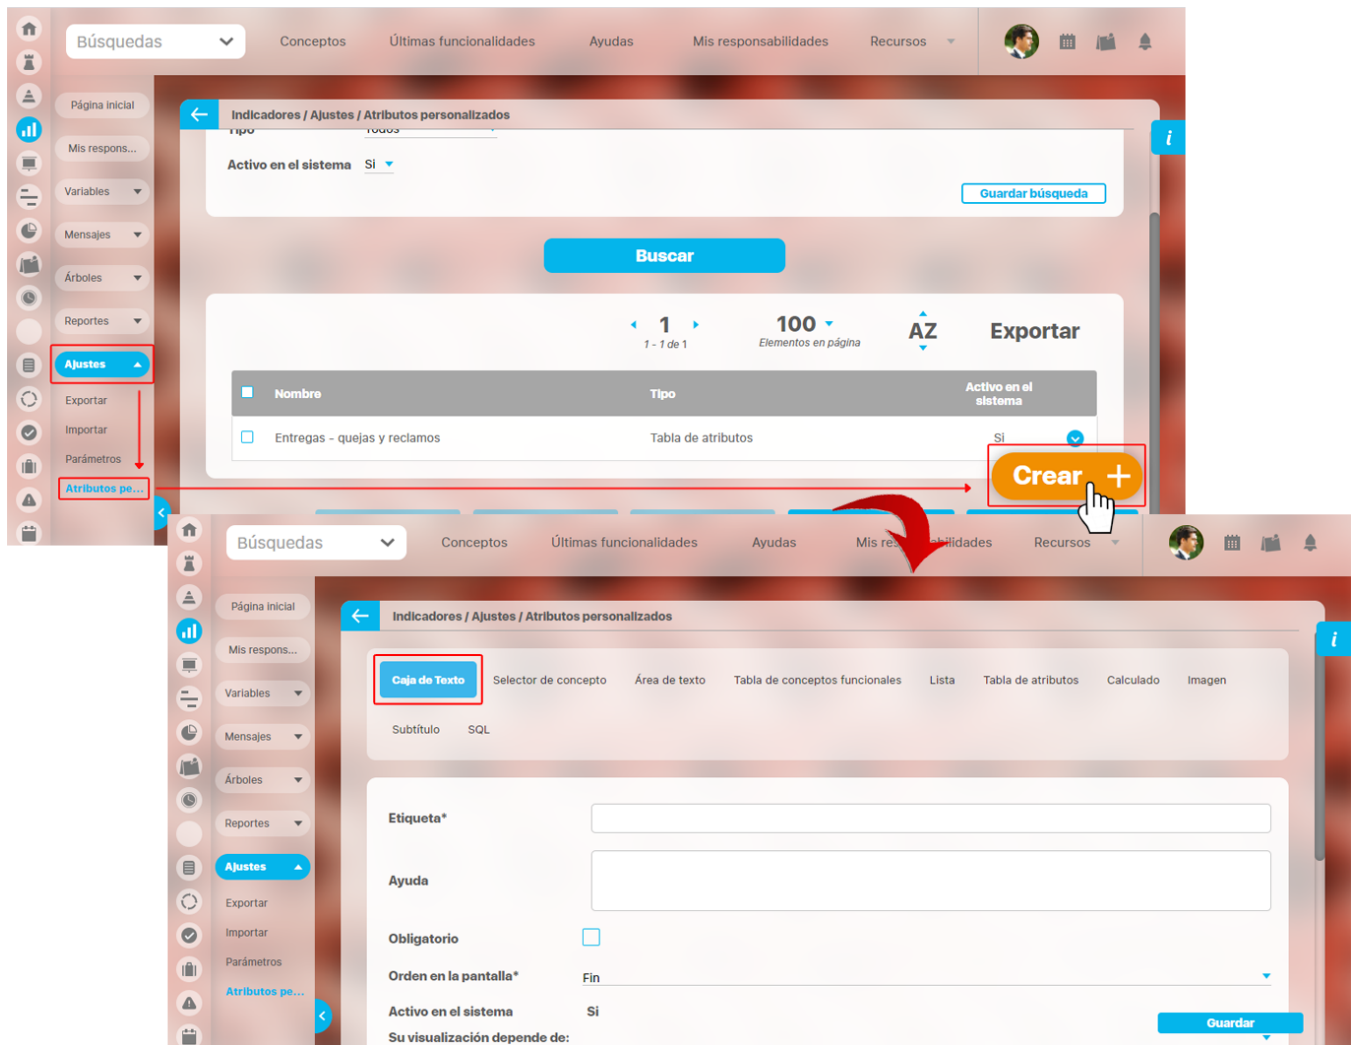 Búsquedas
Conceptos
Últimas funcionalidades
Ayudas
Mis responsabilidades
Recursos
Página inicial
Mis respons...
Variables
Mensajes
Árboles
Reportes
Ajustes
Exportar
Importar
Parámetros
Atributos pe...
Indicadores / Ajustes / Atributos personalizados
Tipo Todos
Activo en el sistema Si
i
Guardar búsqueda
Buscar
1
1 - 1 de 1
100
Elementos en página
AZ
Exportar
Nombre Tipo Activo en el
sistema
Entregas - quejas y reclamos Tabla de atributos Si
Crear +
Búsquedas
Conceptos
Últimas funcionalidades
Ayudas
Recursos
Página inicial
Mis respons...
Variables
Mensajes
Árboles
Reportes
Ajustes
Exportar
Importar
Parámetros
Atributos pe...
Indicadores / Ajustes / Atributos personalizados
i
Caja de Texto Selector de concepto Área de texto Tabla de conceptos funcionales Lista Tabla de atributos Calculado Imagen
Subtítulo SQL
Etiqueta*
Ayuda
Obligatorio
Orden en la pantalla* Fin
Activo en el sistema Si
Su visualización depende de:
Guardar